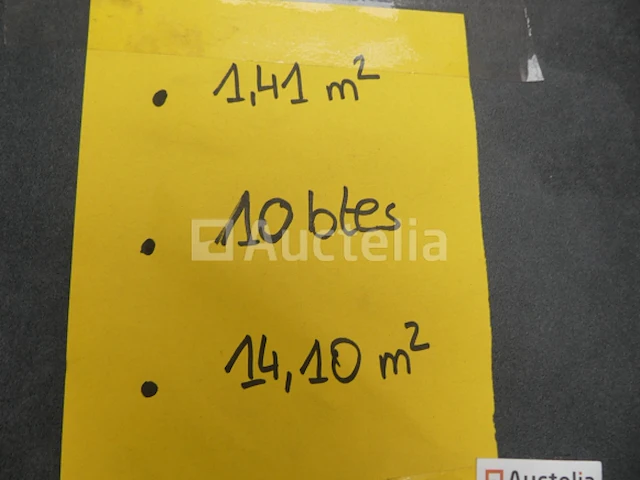 • 1,41 m²
• 10 btes
Auctelia
• 14,10 m²
Auctelia